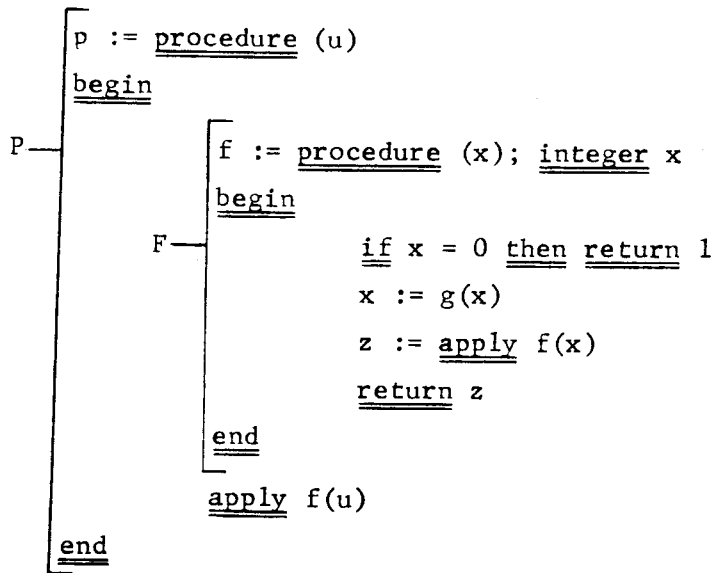 p := procedure (u)
begin
P
f := procedure (x); integer x
begin
F
if x = 0 then return 1
x := g(x)
z := apply f(x)
return z
end
apply f(u)
end